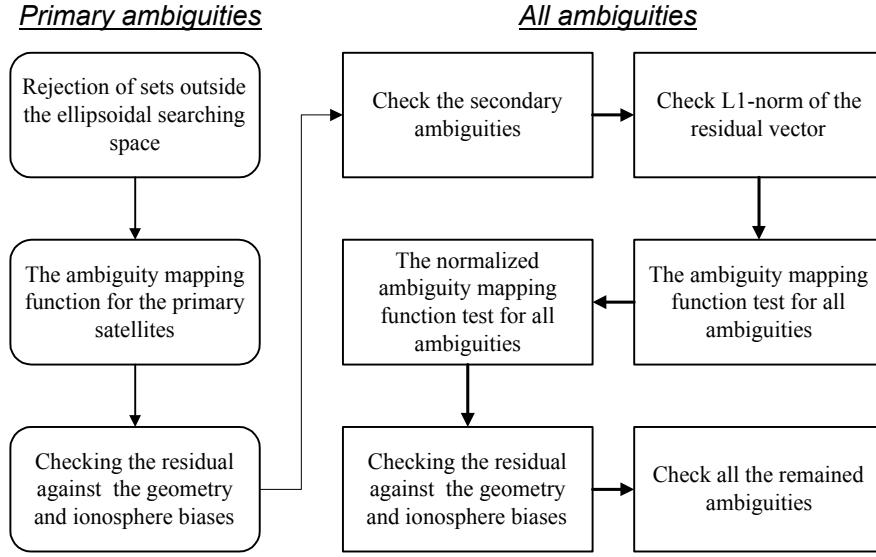 Primary ambiguities
All ambiguities
Rejection of sets outside
the ellipsoidal searching
space
The ambiguity mapping
function for the primary
satellites
Checking the residual
against the geometry
and ionosphere biases
Check the secondary
ambiguities
Check L1-norm of the
residual vector
The ambiguity mapping
function test for all
ambiguities
The normalized
ambiguity mapping
function test for all
ambiguities
Checking the residual
against the geometry
and ionosphere biases
Check all the remained
ambiguities